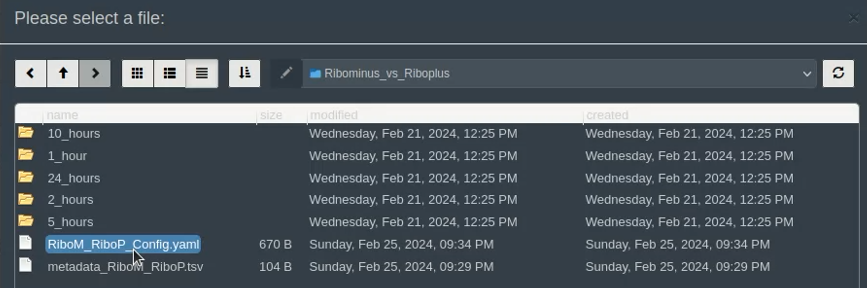 Please select a file:
Ribominus_vs_Riboplus
name size modified created
10_hours Wednesday, Feb 21, 2024, 12:25 PM Wednesday, Feb 21, 2024, 12:25 PM
1_hour Wednesday, Feb 21, 2024, 12:25 PM Wednesday, Feb 21, 2024, 12:25 PM
24_hours Wednesday, Feb 21, 2024, 12:25 PM Wednesday, Feb 21, 2024, 12:25 PM
2_hours Wednesday, Feb 21, 2024, 12:25 PM Wednesday, Feb 21, 2024, 12:25 PM
5_hours Wednesday, Feb 21, 2024, 12:25 PM Wednesday, Feb 21, 2024, 12:25 PM
RiboM_RiboP_Config.yaml 670 B Sunday, Feb 25, 2024, 09:34 PM Sunday, Feb 25, 2024, 09:34 PM
metadata_RiboM_RiboP.tsv 104 B Sunday, Feb 25, 2024, 09:29 PM Sunday, Feb 25, 2024, 09:29 PM